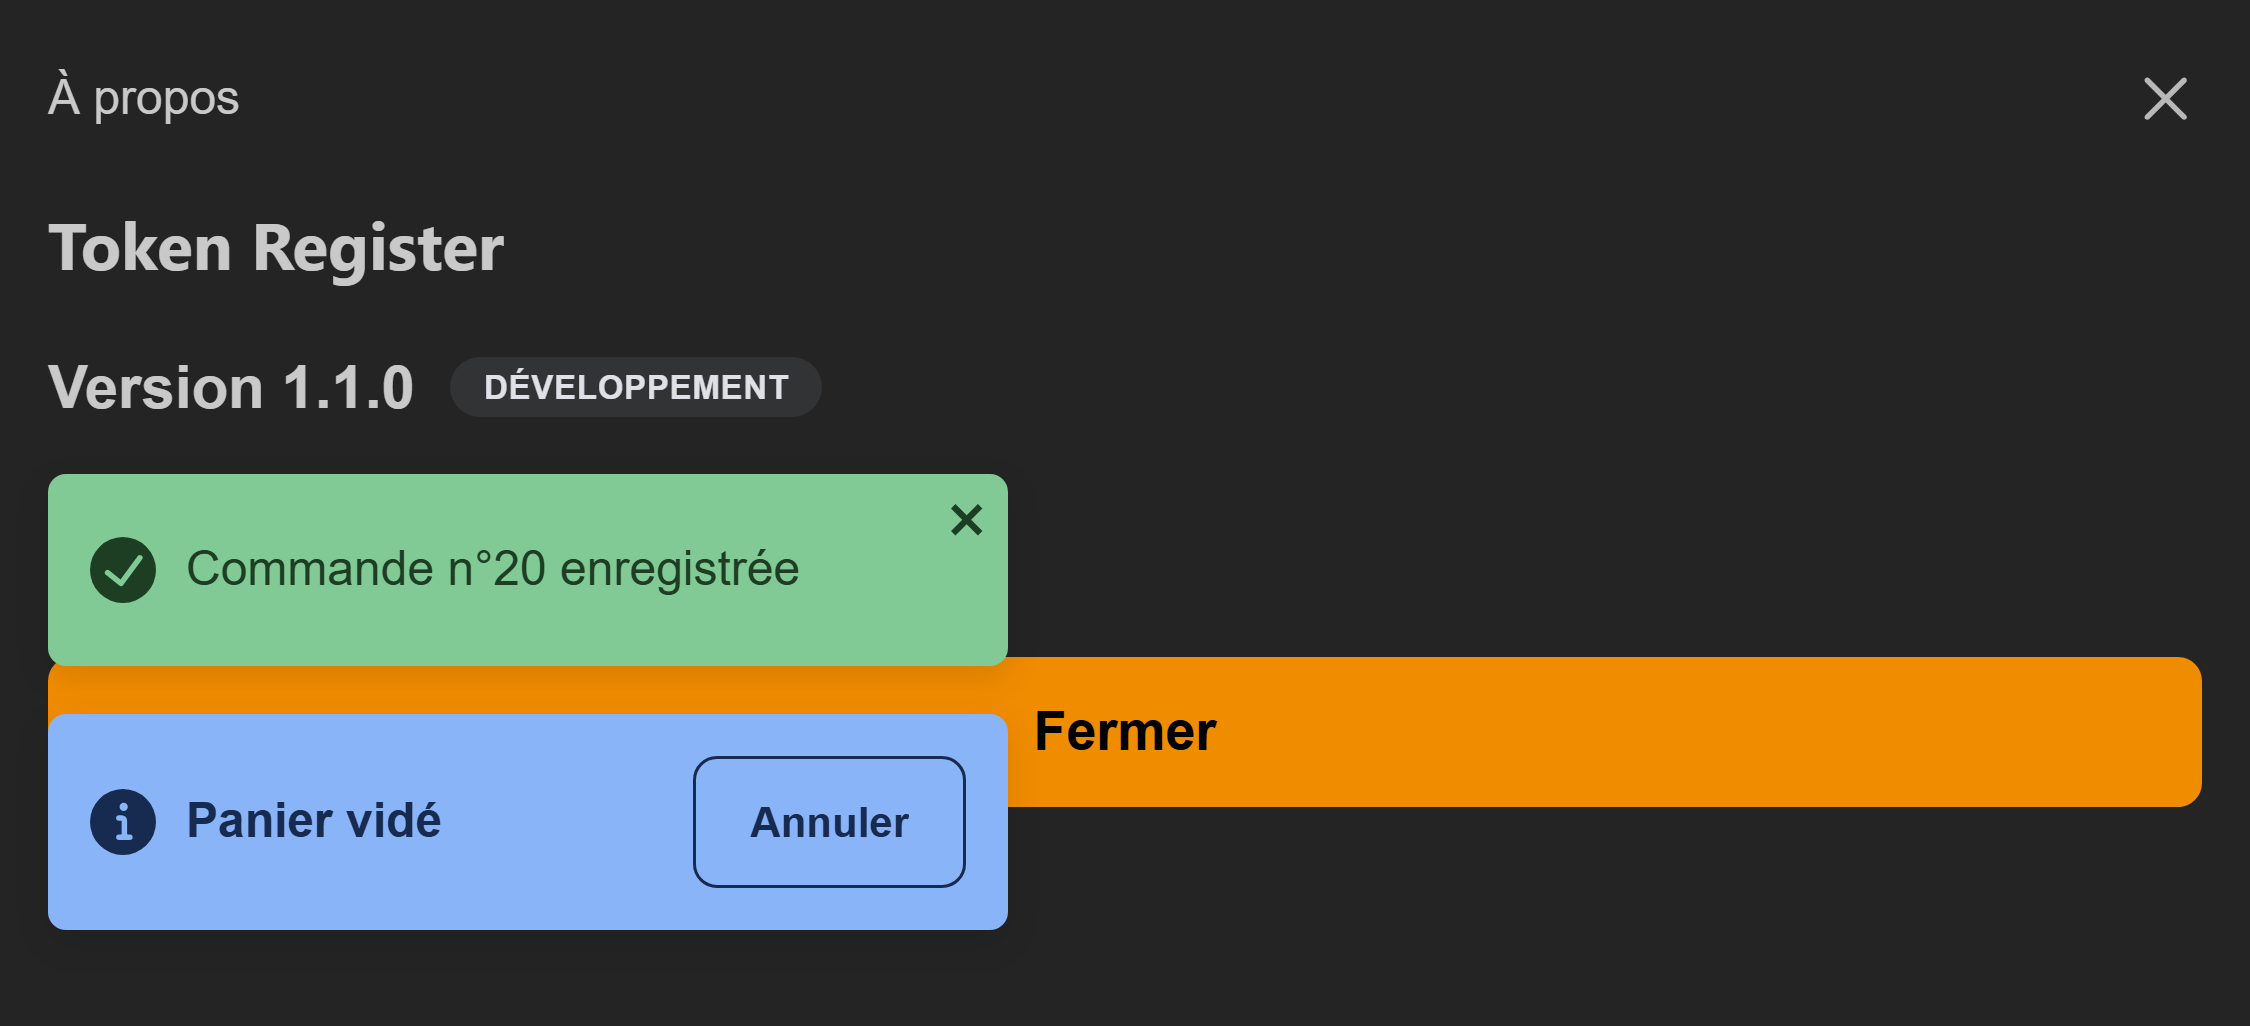 À propos
Token Register
Version 1.1.0 DÉVELOPPEMENT
Commande n°20 enregistrée
Fermer
Panier vidé Annuler